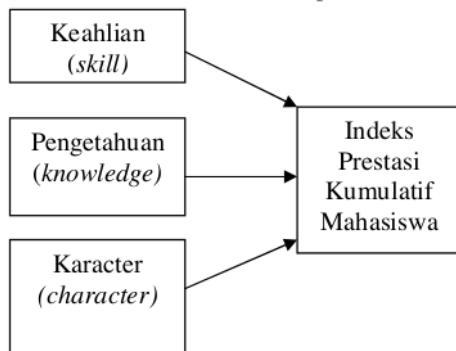 Keahlian
(skill)
Pengetahuan
(knowledge)
Karacter
(character)
Indeks
Prestasi
Kumulatif
Mahasiswa